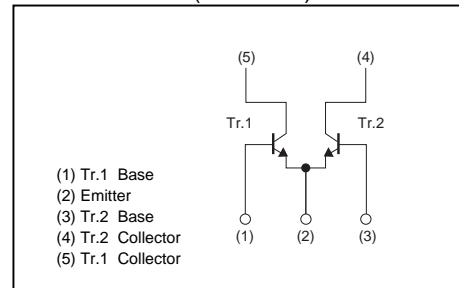 (5) (4)
Tr.1 Tr.2
(1) Tr.1 Base
(2) Emitter
(3) Tr.2 Base
(4) Tr.2 Collector
(5) Tr.1 Collector
(1) (2) (3)